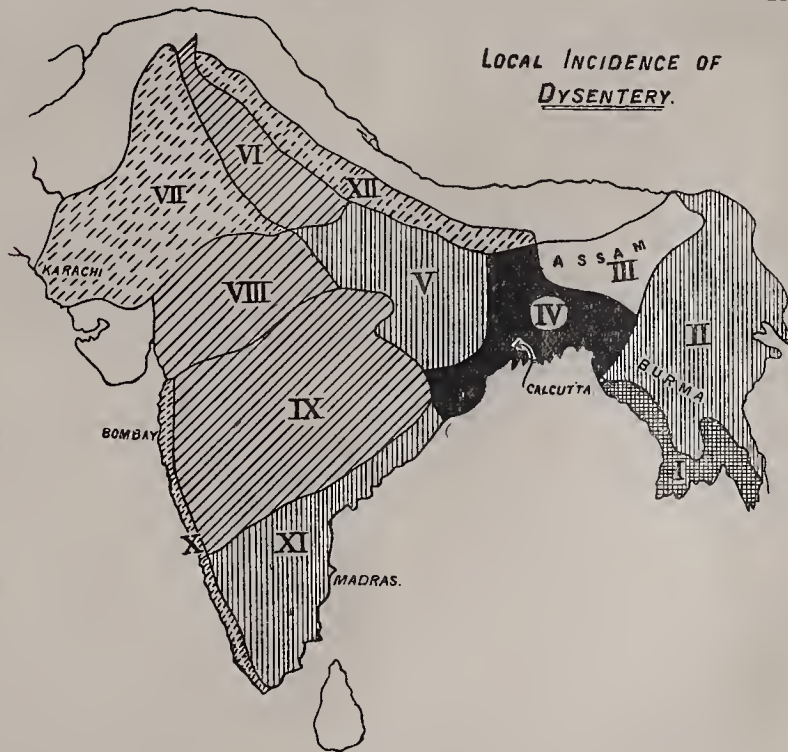 LOCAL INCIDENCE OF
DYSENTERY.
VI
XII
VII
ASSAM
III
KARACHI
V
VIII
IV
II
BURMA
CALCUTTA
IX
BOMBAY
I
X
XI
MADRAS.